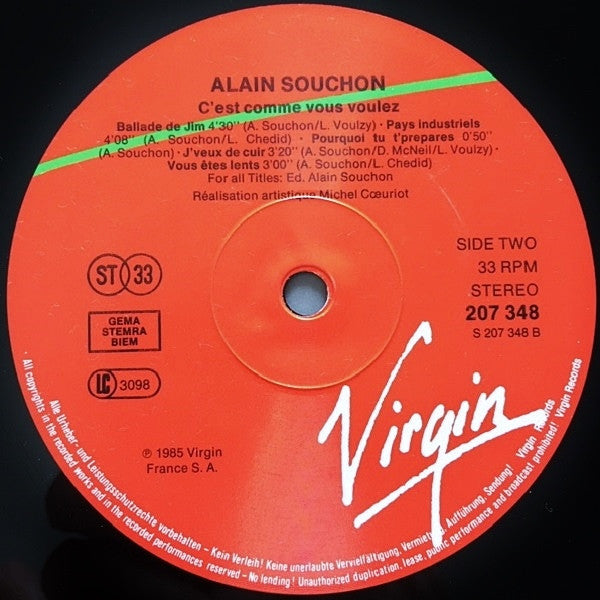 ALAIN SOUCHON
C'est comme vous voulez
Ballade de Jim 4'30" (A. Souchon/L. Voulzy) · Pays industriels
4'08" (A. Souchon/L. Chedid) · Pourquoi tu t'prepares 0'50"
(A. Souchon) · J'veux de cuir 3'20" (A. Souchon/D. McNeil/L. Voulzy) ·
Vous êtes lents 3'00" (A. Souchon/L. Chedid)
For all Titles: Ed. Alain Souchon
Réalisation artistique Michel Cœuriot
ST 33
GEMA
STEMRA
BIEM
LC 3098
SIDE TWO
33 RPM
STEREO
207 348
S 207 348 B
℗ 1985 Virgin
France S. A.
Virgin
Alle Urheber- und Leistungsschutzrechte vorbehalten – Kein Verleih! Keine unerlaubte Vervielfältigung, Vermietung, Aufführung, Sendung! Virgin Records
All copyrights in the recorded works and in the recorded performances reserved – No lending! Unauthorized duplication, lease, public performance and broadcast prohibited! Virgin Records